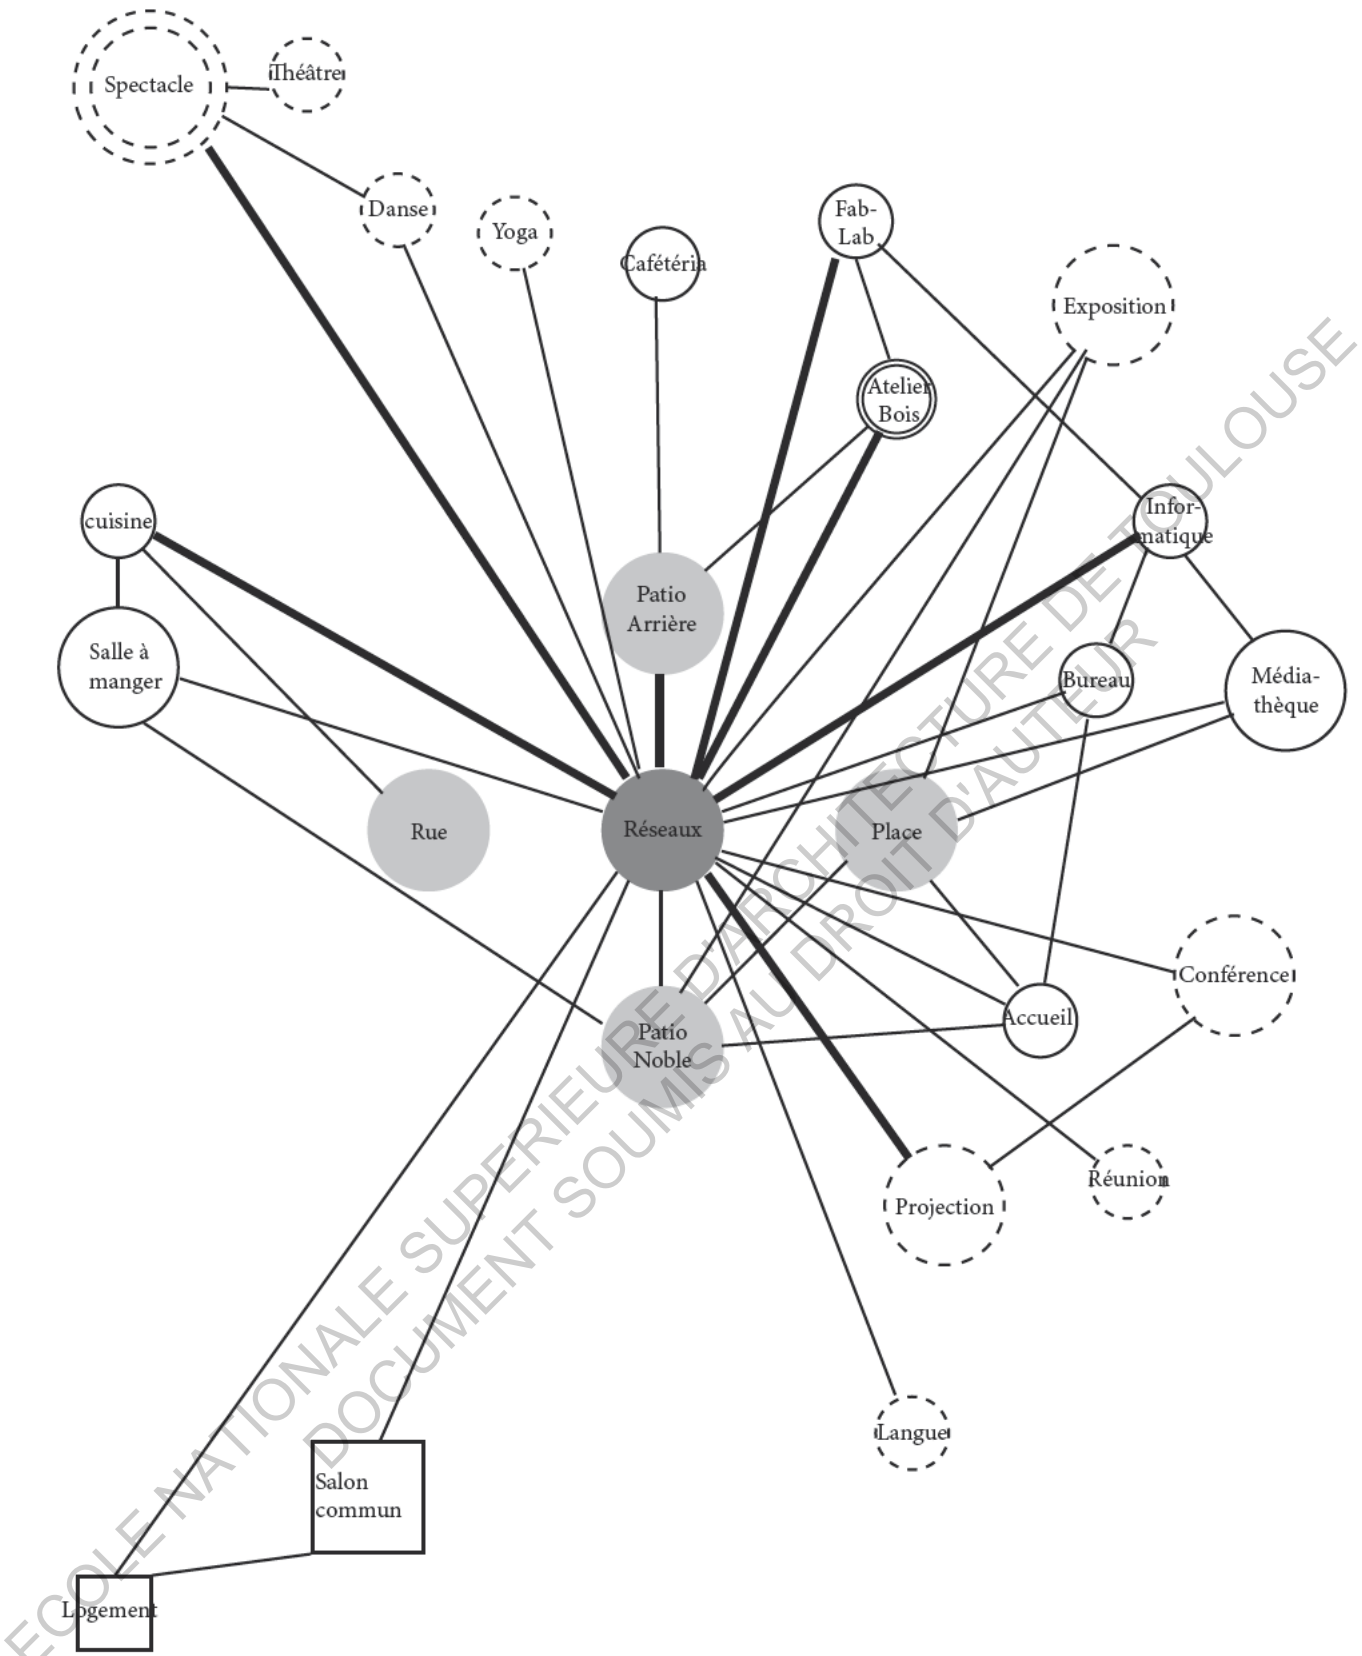 Spectacle
Théâtre
Danse
Yoga
Cafétéria
Fab-
Lab
Exposition
Atelier
Bois
cuisine
Infor-
matique
Patio
Arrière
Salle à
manger
Bureau
Média-
thèque
Rue
Réseaux
Place
Conférence
Accueil
Patio
Noble
Réunion
Projection
Langue
Salon
commun
Logement
ECOLE NATIONALE SUPERIEURE D'ARCHITECTURE DE TOULOUSE
DOCUMENT SOUMIS AU DROIT D'AUTEUR